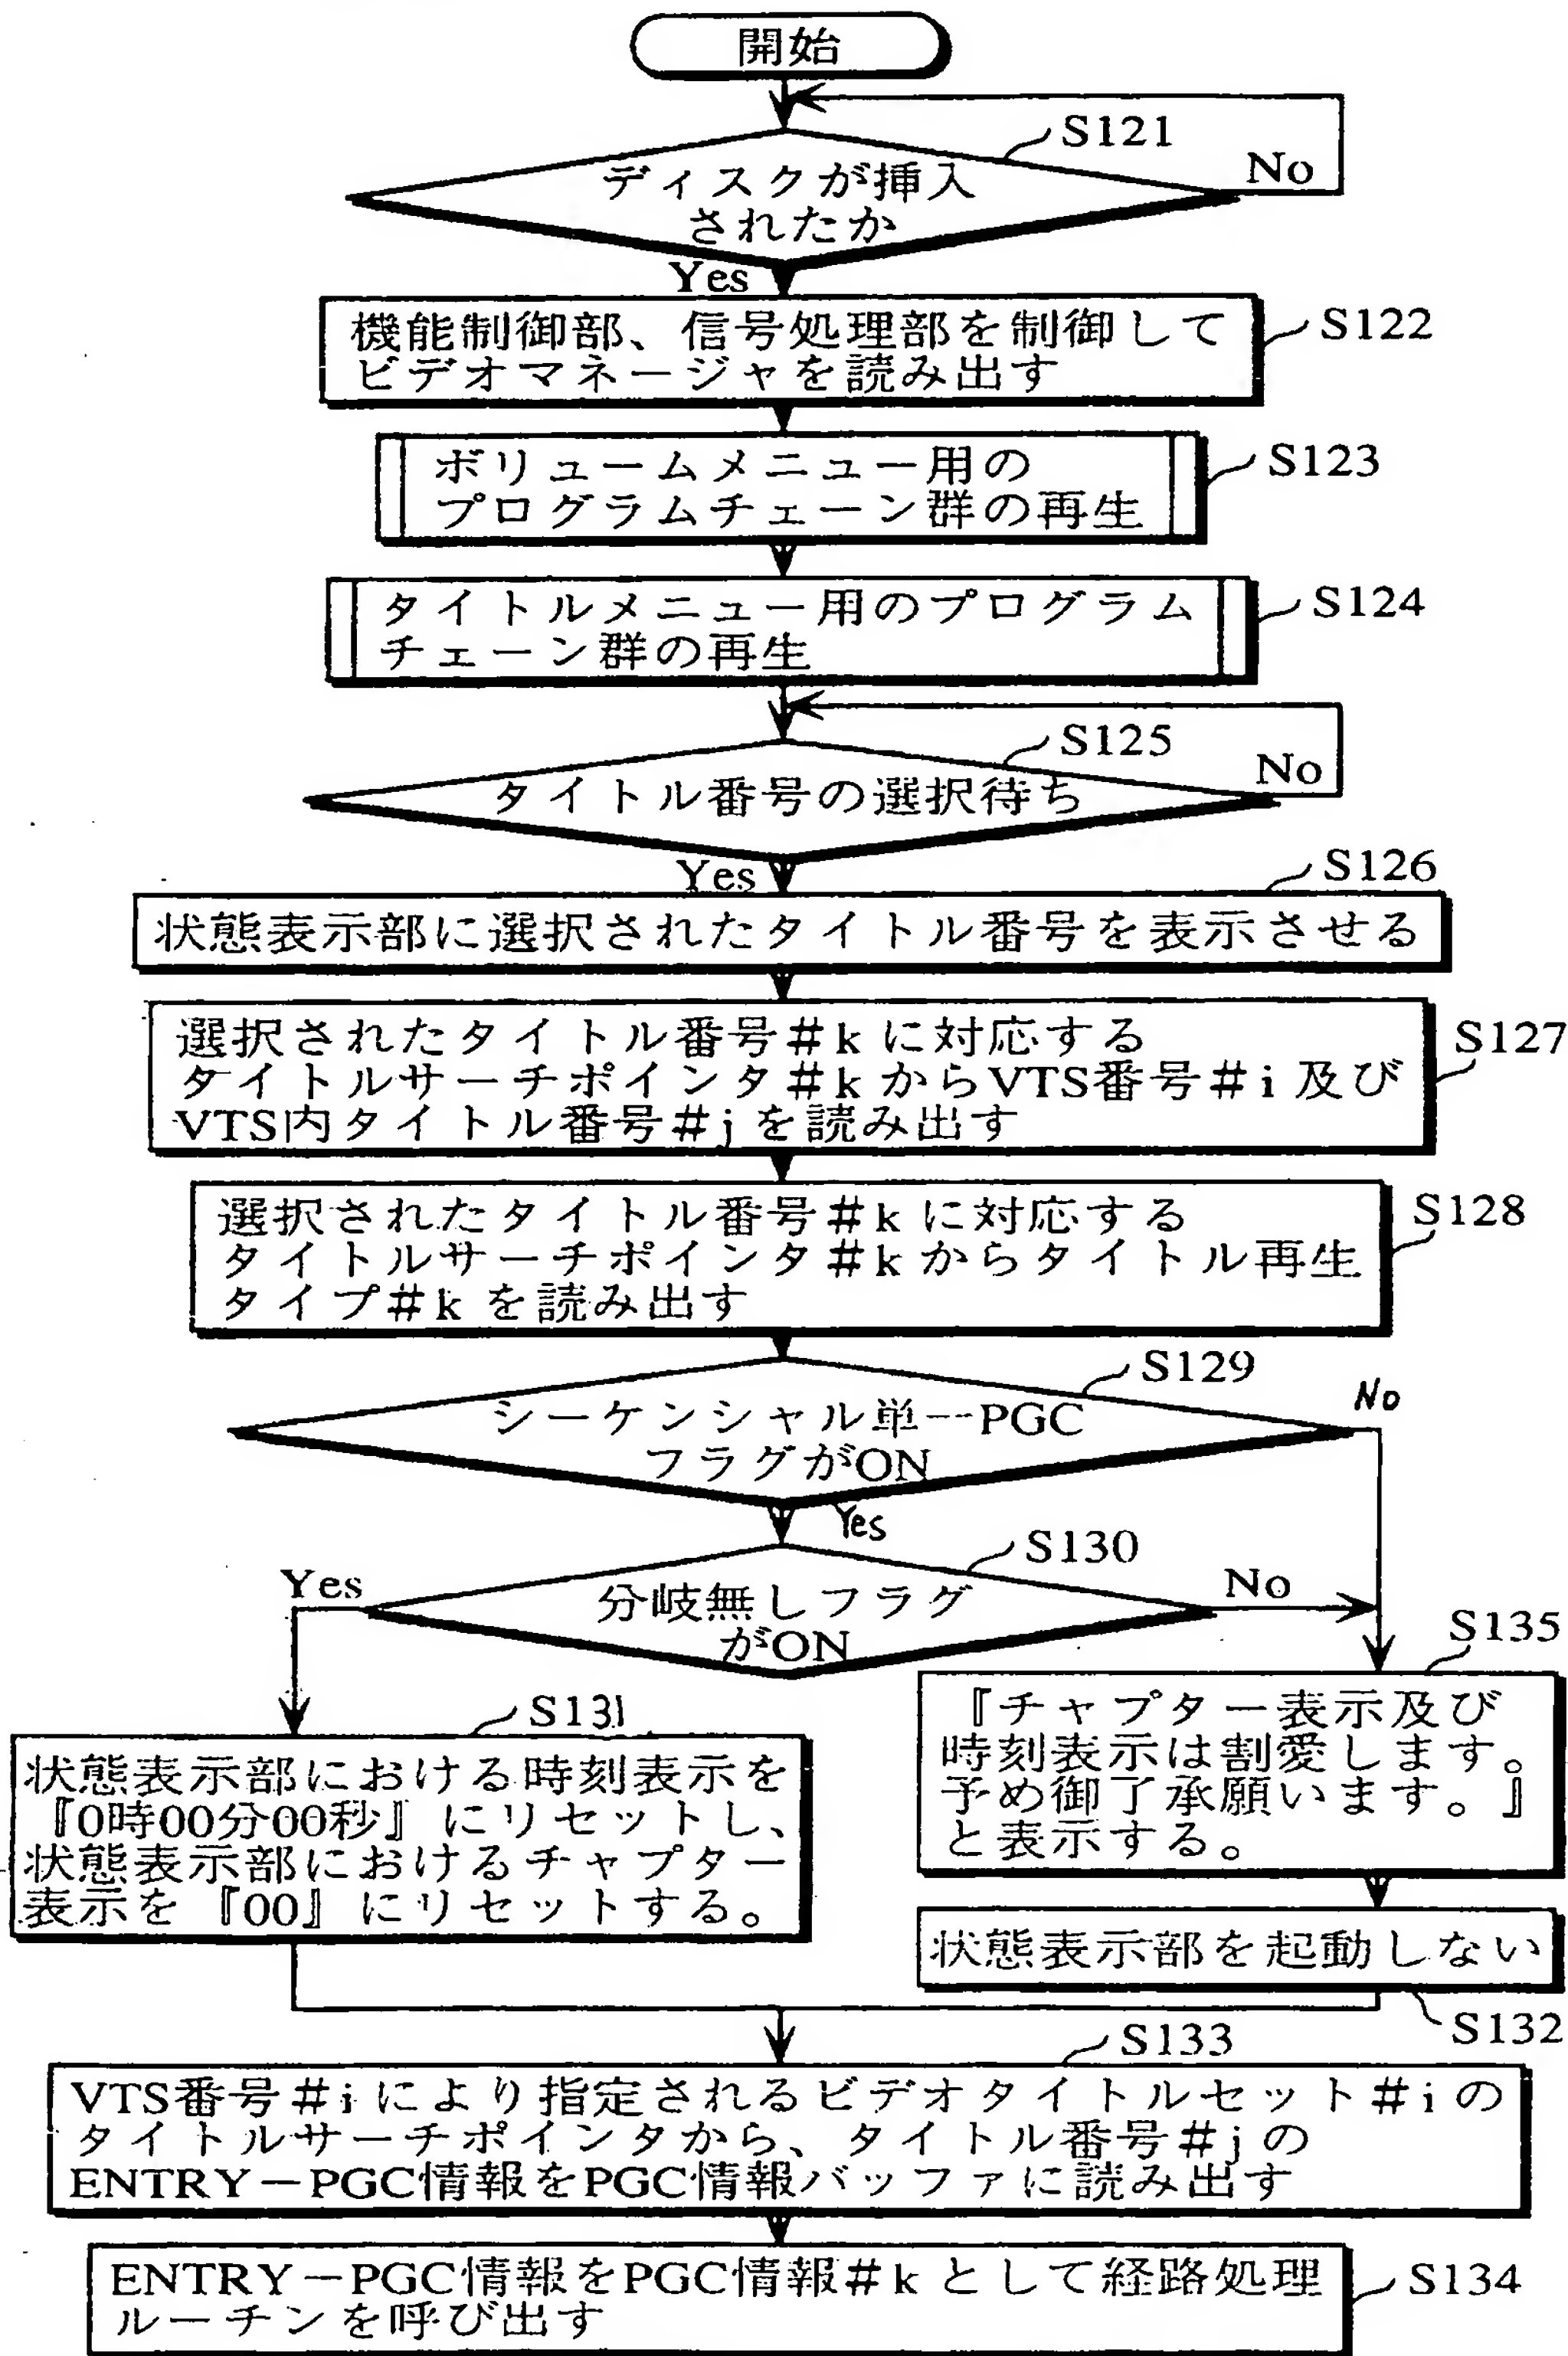 開始
S121
ディスクが挿入
されたか
No
Yes
機能制御部、信号処理部を制御して
ビデオマネージャを読み出す
S122
ボリュームメニュー用の
プログラムチェーン群の再生
S123
タイトルメニュー用のプログラム
チェーン群の再生
S124
S125
タイトル番号の選択待ち
No
Yes
S126
状態表示部に選択されたタイトル番号を表示させる
選択されたタイトル番号#kに対応する
タイトルサーチポインタ#kからVTS番号#i及び
VTS内タイトル番号#jを読み出す
S127
選択されたタイトル番号#kに対応する
タイトルサーチポインタ#kからタイトル再生
タイプ#kを読み出す
S128
S129
シーケンシャル単一PGC
フラグがON
No
Yes
S130
分岐無しフラグ
がON
Yes
No
S131
状態表示部における時刻表示を
『0時00分00秒』にリセットし、
状態表示部におけるチャプター
表示を『00』にリセットする。
S135
『チャプター表示及び
時刻表示は割愛します。
予め御了承願います。』
と表示する。
状態表示部を起動しない
S132
S133
VTS番号#iにより指定されるビデオタイトルセット#iの
タイトルサーチポインタから、タイトル番号#jの
ENTRY－PGC情報をPGC情報バッファに読み出す
ENTRY－PGC情報をPGC情報#kとして経路処理
ルーチンを呼び出す
S134